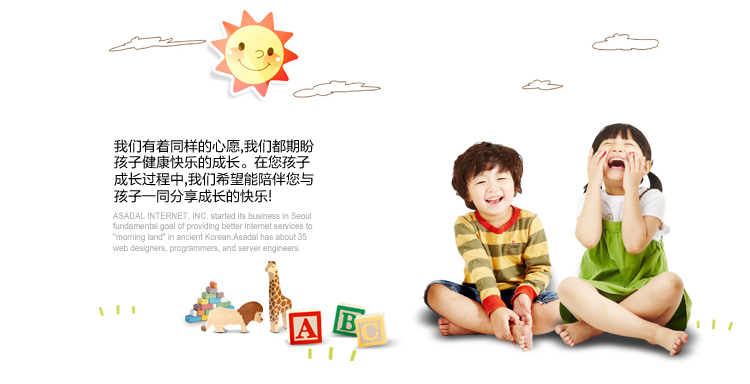 我们有着同样的心愿,我们都期盼
孩子健康快乐的成长。在您孩子
成长过程中,我们希望能陪伴您与
孩子一同分享成长的快乐!
ASADAL INTERNET, INC. started its business in Seoul
fundamental goal of providing better internet services to
"morning land" in ancient Korean.Asadal has about 35
web designers, programmers, and server engineers.
A B C